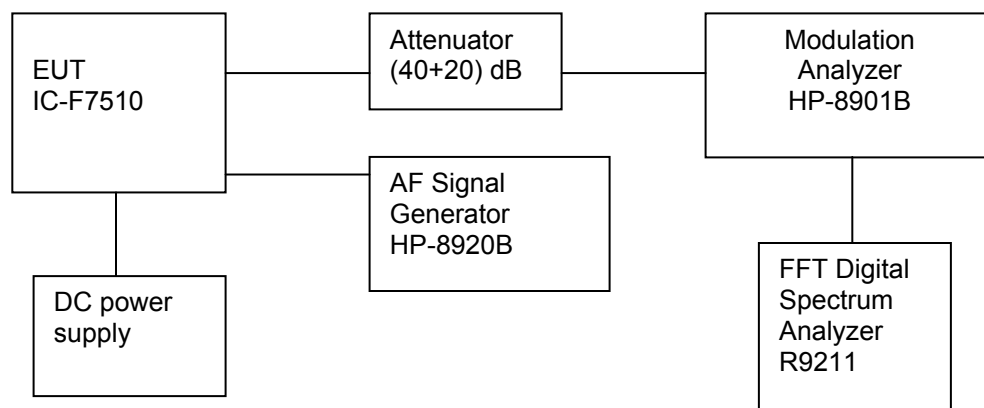 EUT
IC-F7510
Attenuator
(40+20) dB
Modulation
Analyzer
HP-8901B
AF Signal
Generator
HP-8920B
DC power
supply
FFT Digital
Spectrum
Analyzer
R9211